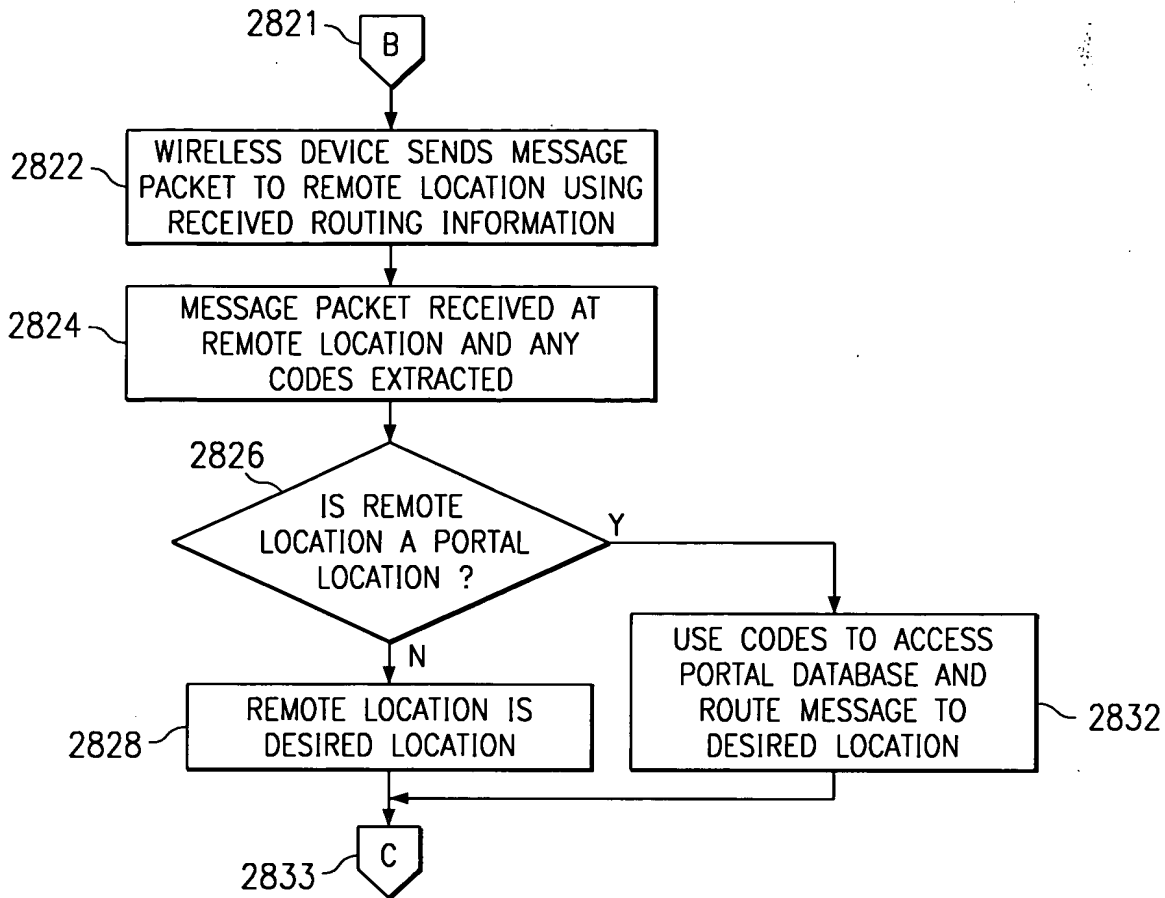 2821
B
2822
WIRELESS DEVICE SENDS MESSAGE
PACKET TO REMOTE LOCATION USING
RECEIVED ROUTING INFORMATION
2824
MESSAGE PACKET RECEIVED AT
REMOTE LOCATION AND ANY
CODES EXTRACTED
2826
IS REMOTE
LOCATION A PORTAL
LOCATION ?
Y
N
2828
REMOTE LOCATION IS
DESIRED LOCATION
USE CODES TO ACCESS
PORTAL DATABASE AND
ROUTE MESSAGE TO
DESIRED LOCATION
2832
C
2833